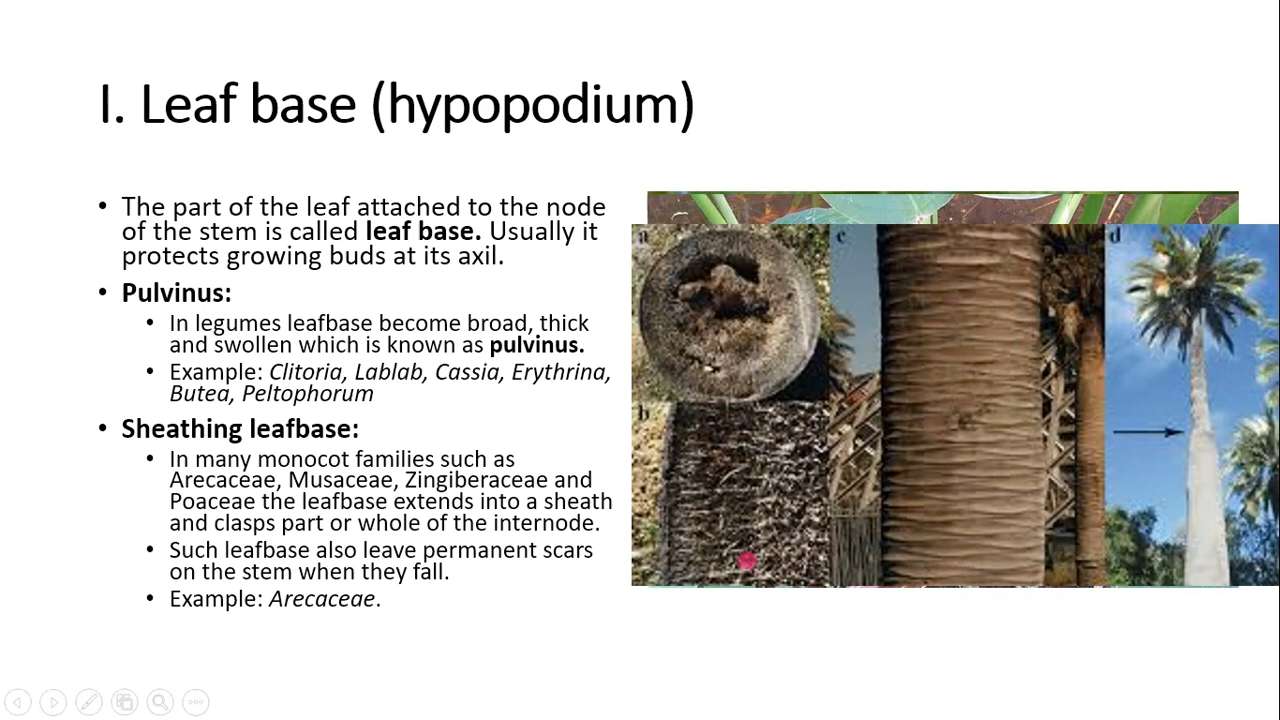 I. Leaf base (hypopodium)
• The part of the leaf attached to the node
of the stem is called leaf base. Usually it
protects growing buds at its axil.
• Pulvinus:
• In legumes leafbase become broad, thick
and swollen which is known as pulvinus.
• Example: Clitoria, Lablab, Cassia, Erythrina,
Butea, Peltophorum
• Sheathing leafbase:
• In many monocot families such as
Arecaceae, Musaceae, Zingiberaceae and
Poaceae the leafbase extends into a sheath
and clasps part or whole of the internode.
• Such leafbase also leave permanent scars
on the stem when they fall.
• Example: Arecaceae.
a
c
d
b